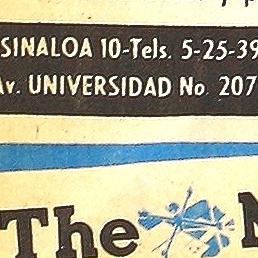 SINALOA 10-Tels. 5-25-39
Av. UNIVERSIDAD No. 207
The